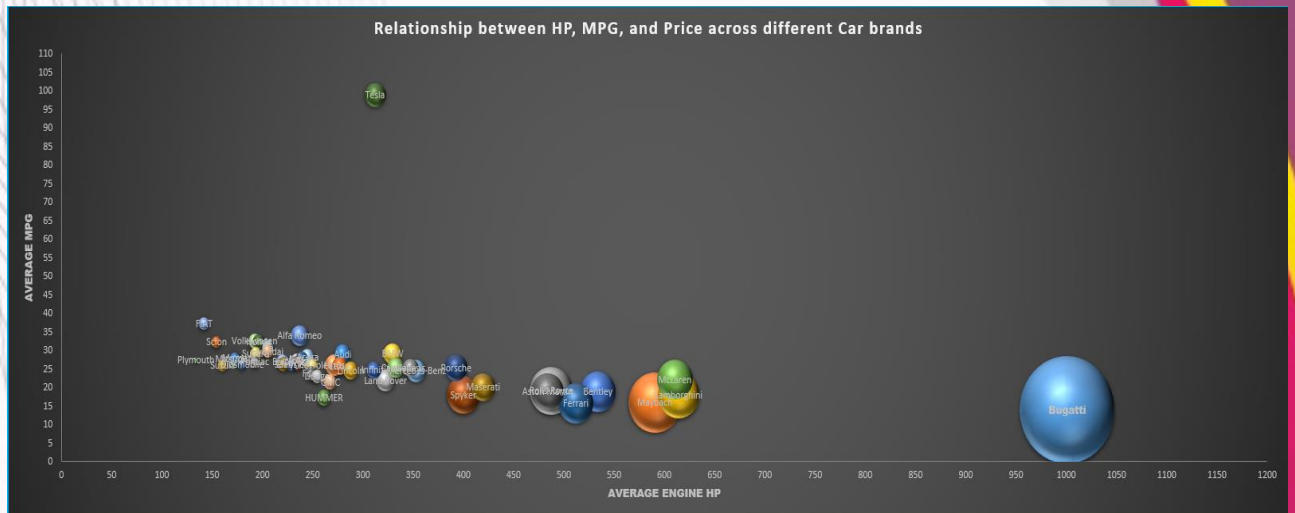 Relationship between HP, MPG, and Price across different Car brands
110
105
100
95
90
85
80
75
70
65
60
55
50
45
40
35
30
25
20
15
10
5
0
AVERAGE MPG
Tesla
FIAT
Scion
Alfa Romeo
Plymouth
Audi
BMW
Lincoln
Land Rover
HUMMER
Porsche
Spyker
Maserati
Ferrari
Bentley
McLaren
Maybach
Bugatti
0 50 100 150 200 250 300 350 400 450 500 550 600 650 700 750 800 850 900 950 1000 1050 1100 1150 1200
AVERAGE ENGINE HP